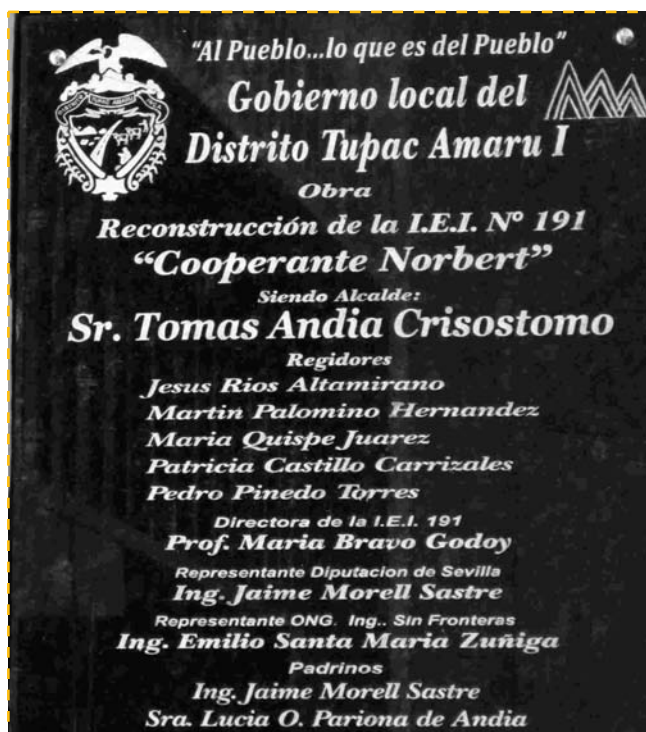 "Al Pueblo...lo que es del Pueblo"
Gobierno local del
Distrito Tupac Amaru I
Obra
Reconstrucción de la I.E.I. Nº 191
"Cooperante Norbert"
Siendo Alcalde:
Sr. Tomas Andia Crisostomo
Regidores
Jesus Rios Altamirano
Martin Palomino Hernandez
Maria Quispe Juarez
Patricia Castillo Carrizales
Pedro Pinedo Torres
Directora de la I.E.I. 191
Prof. Maria Bravo Godoy
Representante Diputacion de Sevilla
Ing. Jaime Morell Sastre
Representante ONG. Ing.. Sin Fronteras
Ing. Emilio Santa Maria Zuñiga
Padrinos
Ing. Jaime Morell Sastre
Sra. Lucia O. Pariona de Andia